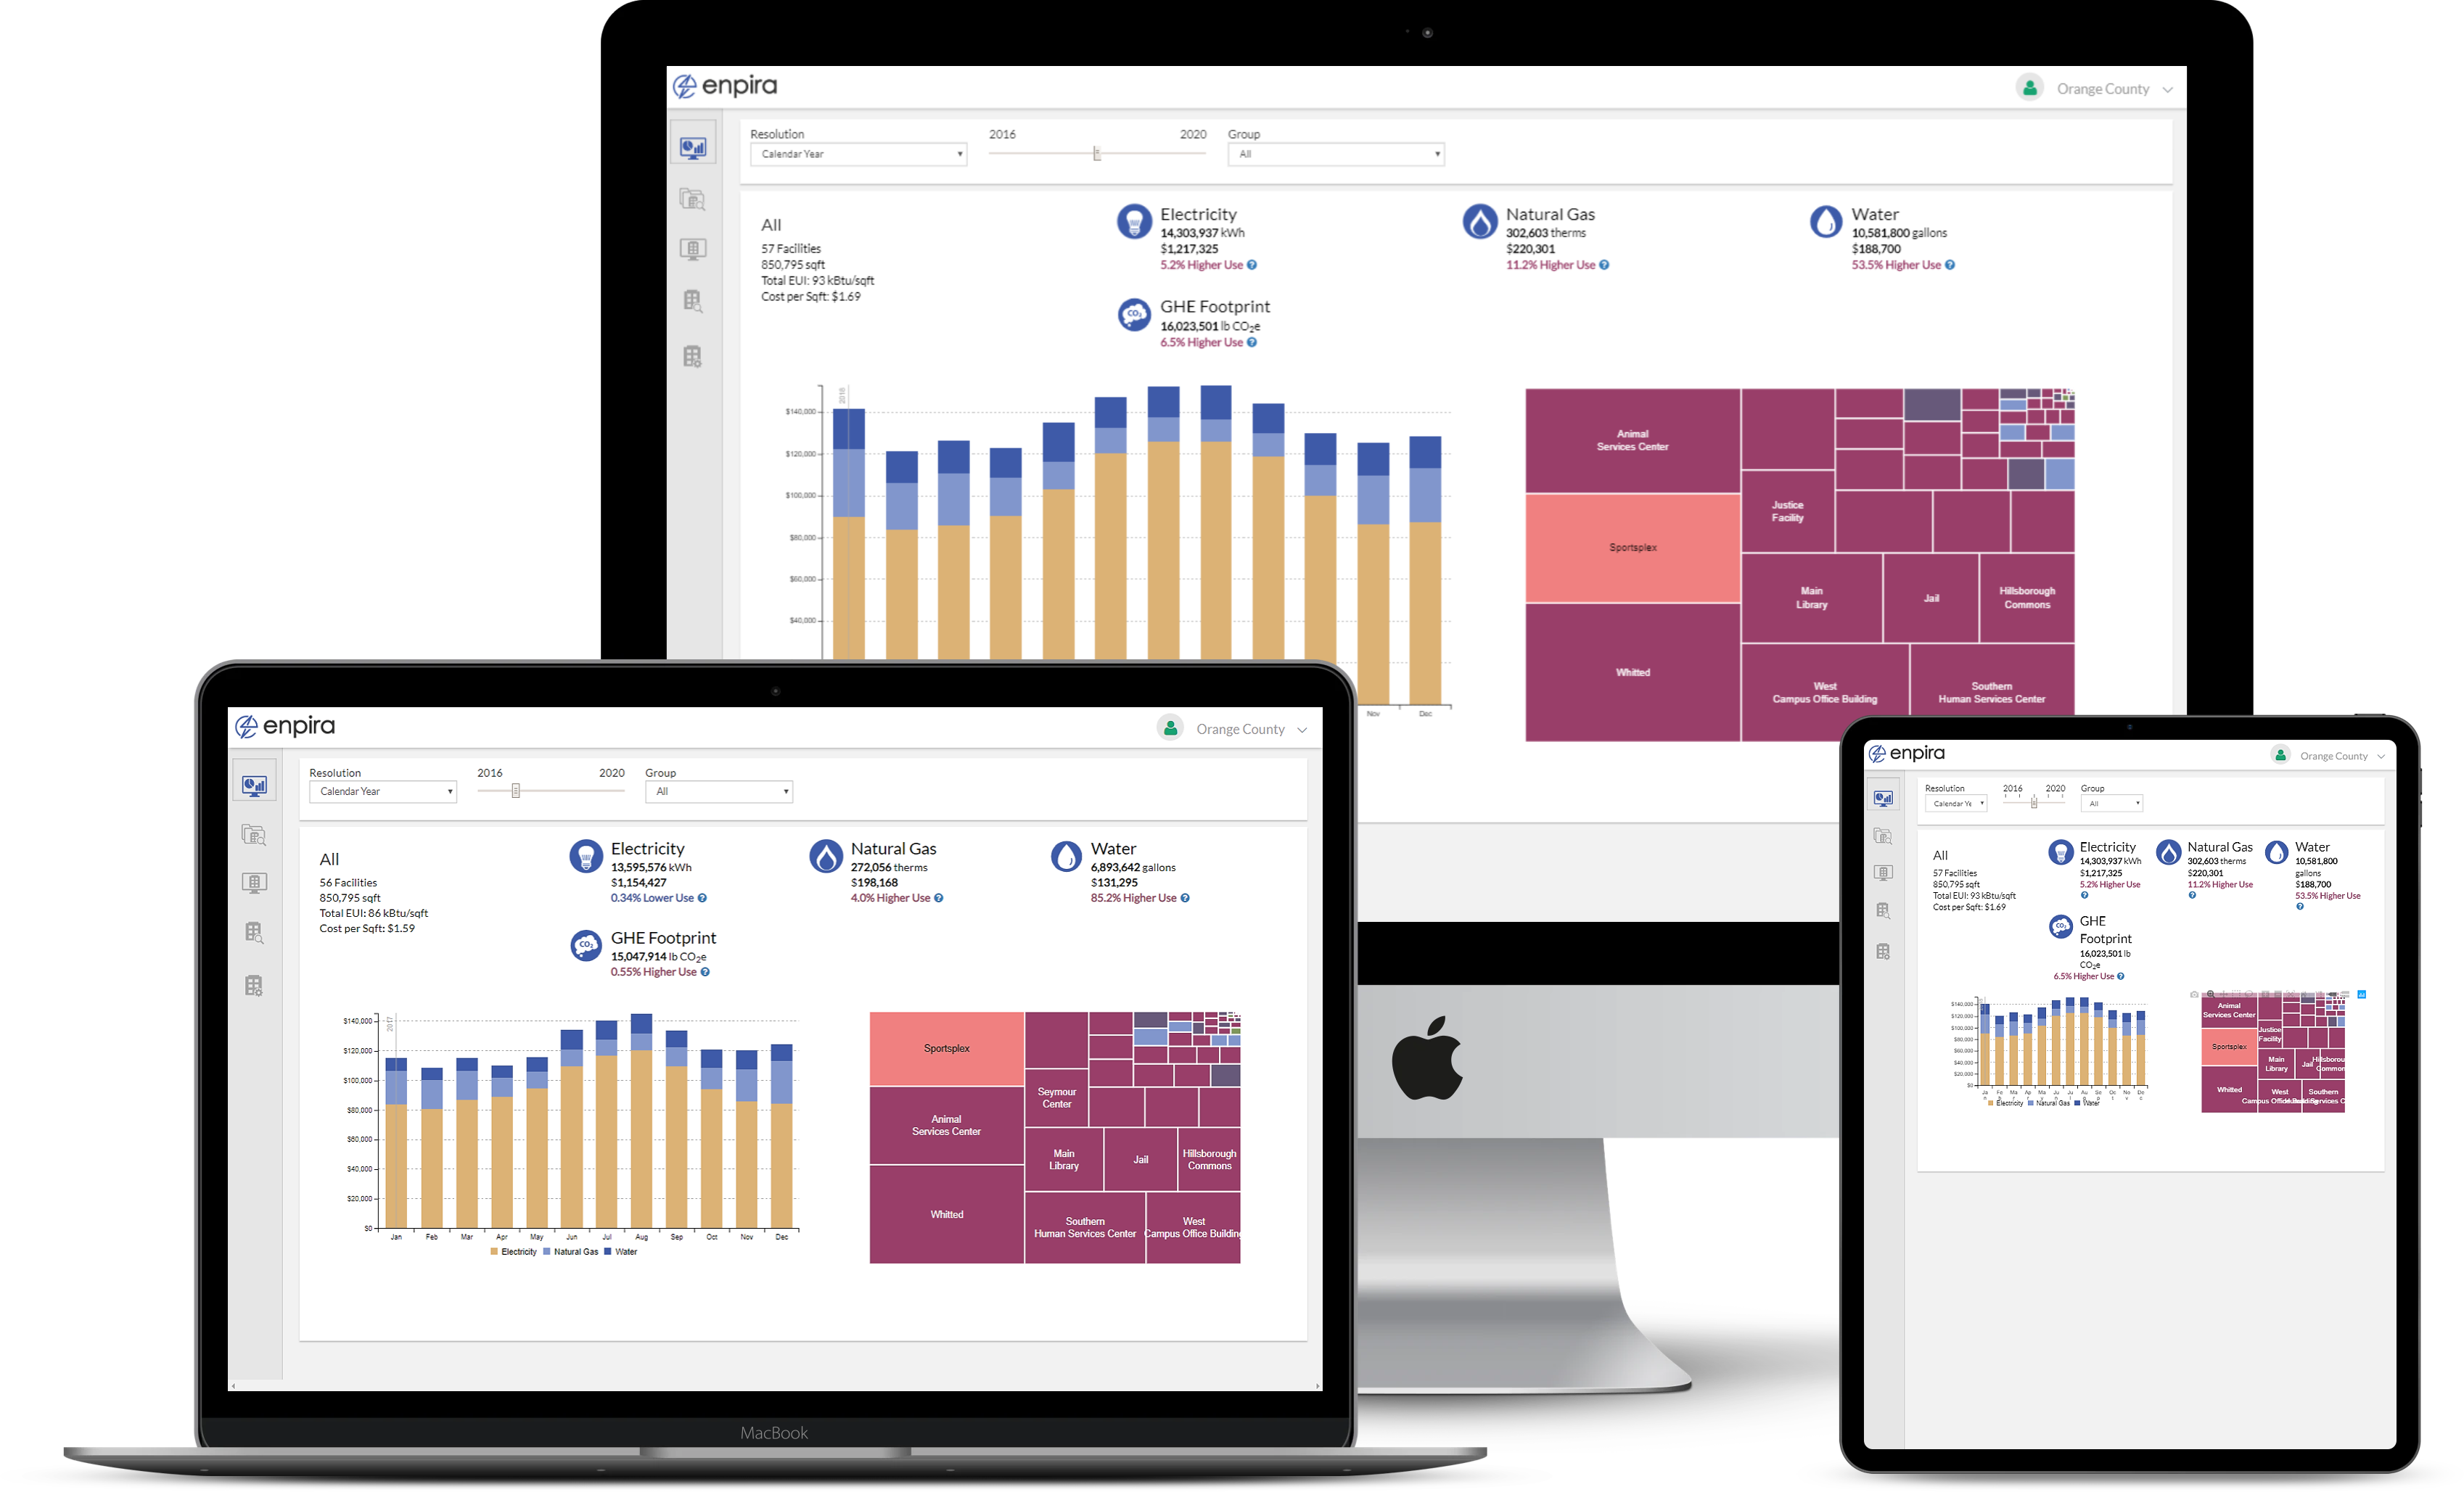 enpira
Orange County
Resolution
2016
2020
Group
Calendar Year
All
All
57 Facilities
850,795 sqft
Total EUI: 93 kBtu/sqft
Cost per Sqft: $1.69
Electricity
14,303,937 kWh
$1,217,325
5.2% Higher Use
Natural Gas
302,603 therms
$220,301
11.2% Higher Use
Water
10,581,800 gallons
$188,700
53.5% Higher Use
CO₂
GHE Footprint
16,023,501 lb CO₂e
6.5% Higher Use
2018
$140,000
$120,000
$100,000
$80,000
$60,000
$40,000
Nov
Dec
Animal
Services Center
Sportsplex
Whitted
Justice
Facility
Main
Library
Jail
Hillsborough
Commons
West
Campus Office Building
Southern
Human Services Center
enpira
Orange County
Resolution
2016
2020
Group
Calendar Year
All
All
56 Facilities
850,795 sqft
Total EUI: 86 kBtu/sqft
Cost per Sqft: $1.59
Electricity
13,595,576 kWh
$1,154,427
0.34% Lower Use
Natural Gas
272,056 therms
$198,168
4.0% Higher Use
Water
6,893,642 gallons
$131,295
85.2% Higher Use
CO₂
GHE Footprint
15,047,914 lb CO₂e
0.55% Higher Use
2017
$140,000
$120,000
$100,000
$80,000
$60,000
$40,000
$20,000
$0
Jan Feb Mar Apr May Jun Jul Aug Sep Oct Nov Dec
Electricity Natural Gas Water
Sportsplex
Animal
Services Center
Whitted
Seymour
Center
Main
Library
Jail
Hillsborough
Commons
Southern
Human Services Center
West
Campus Office Building
MacBook
enpira
Orange County
Resolution
2016
2020
Group
Calendar Ye
All
All
57 Facilities
850,795 sqft
Total EUI: 93 kBtu/sqft
Cost per Sqft: $1.69
Electricity
14,303,937 kWh
$1,217,325
5.2% Higher Use
Natural Gas
302,603 therms
$220,301
11.2% Higher Use
Water
10,581,800
gallons
$188,700
53.5% Higher Use
CO₂
GHE
Footprint
16,023,501 lb
CO₂e
6.5% Higher Use
$140,000
$120,000
$100,000
$80,000
$60,000
$40,000
$20,000
$0
Electricity Natural Gas Water
Animal
Services Center
Sportsplex
Whitted
Justice
Facility
Main
Library
Jail
Hillsborou
Common
West
Campus Office
Southern
Services C